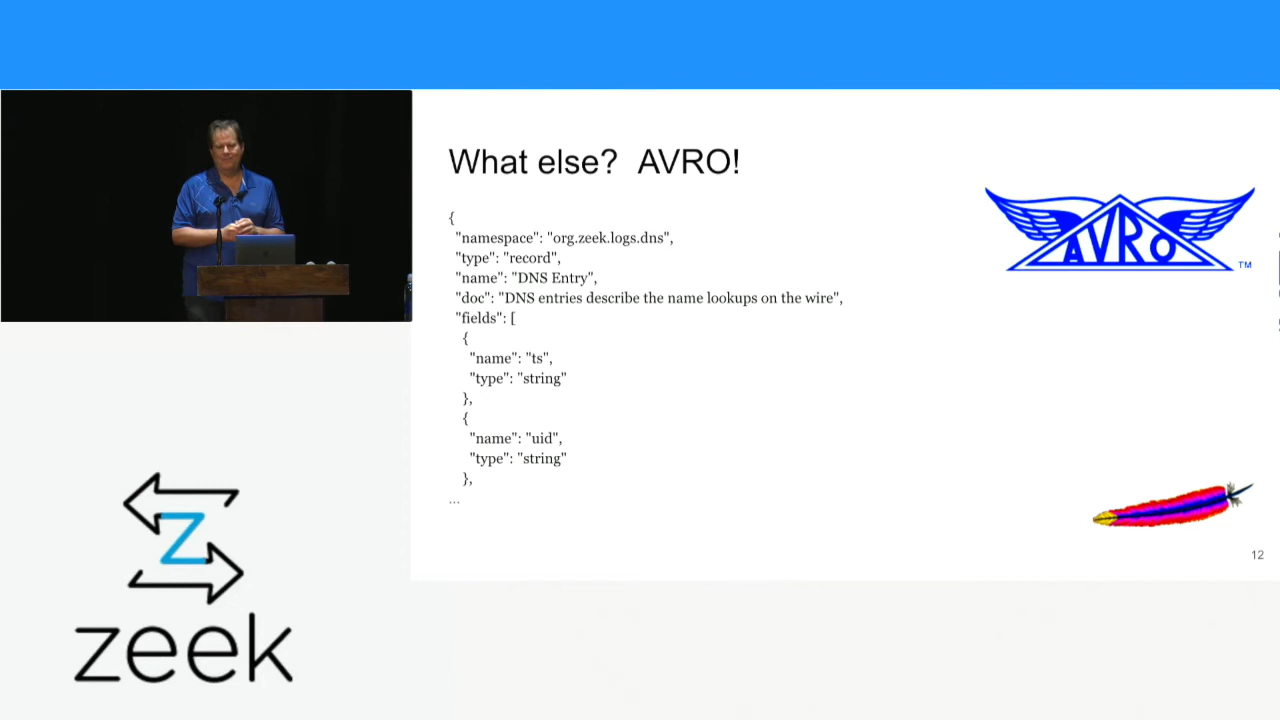 What else?  AVRO!
{
"namespace": "org.zeek.logs.dns",
"type": "record",
"name": "DNS Entry",
"doc": "DNS entries describe the name lookups on the wire",
"fields": [
{
"name": "ts",
"type": "string"
},
{
"name": "uid",
"type": "string"
},
...
AVRO
TM
12
Z
zeek